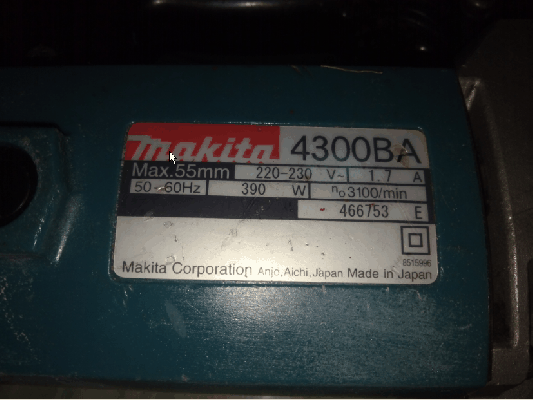 makita 4300BA
Max.55mm 220-230 V~ 1.7 A
50-60Hz 390 W n₀3100/min
466753 E
851S996
Makita Corporation Anjo,Aichi,Japan Made In Japan